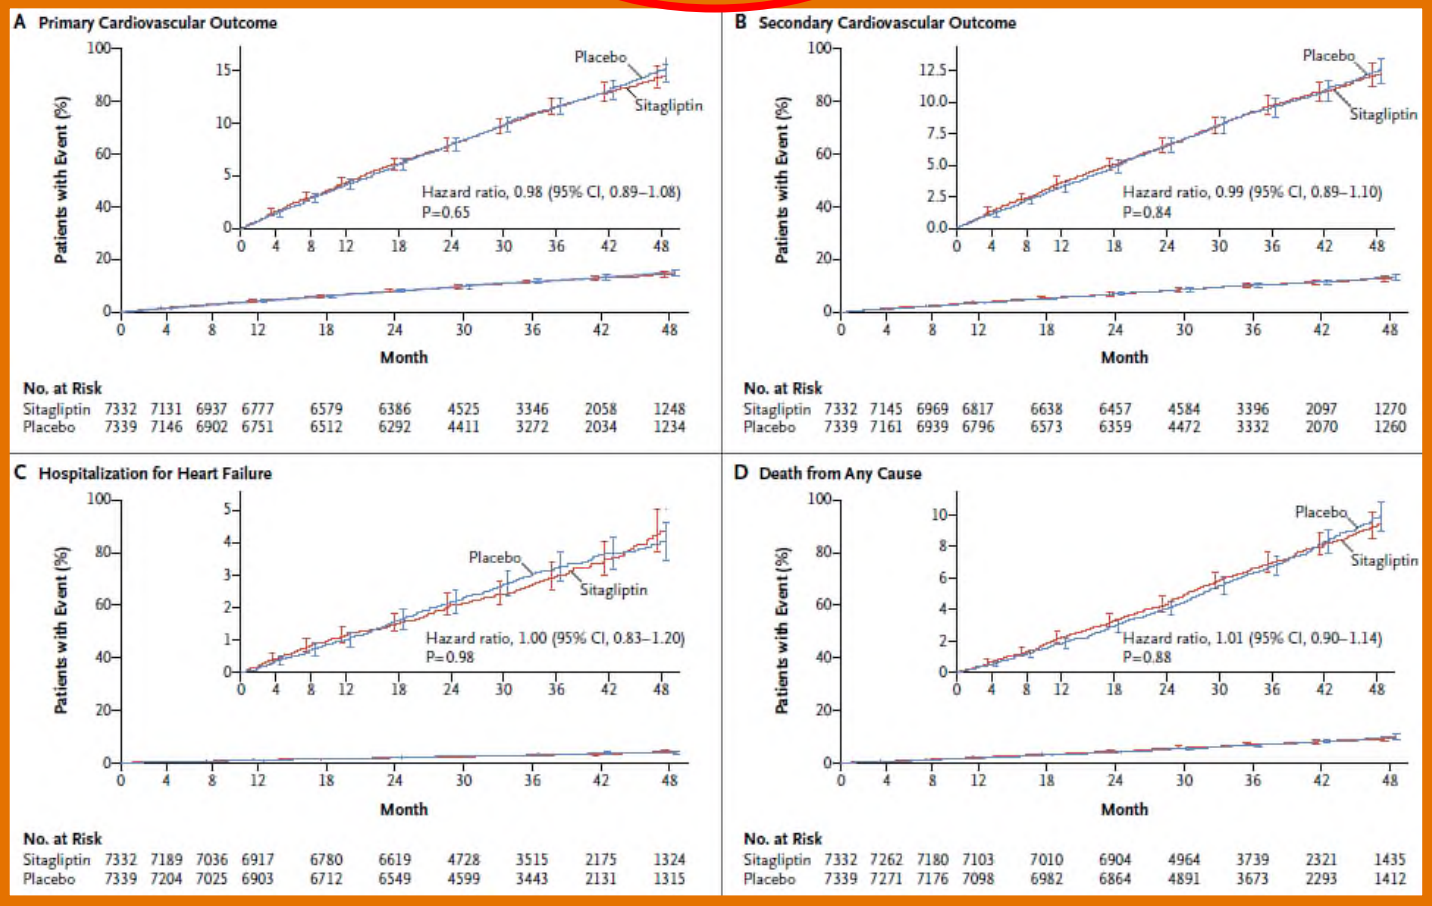 A Primary Cardiovascular Outcome
Patients with Event (%)
100
80
60
40
20
0
15
10
5
0
Placebo
Sitagliptin
Hazard ratio, 0.98 (95% CI, 0.89–1.08)
P=0.65
0 4 8 12 18 24 30 36 42 48
0 4 8 12 18 24 30 36 42 48
Month
No. at Risk
Sitagliptin 7332 7131 6937 6777 6579 6386 4525 3346 2058 1248
Placebo 7339 7146 6902 6751 6512 6292 4411 3272 2034 1234
B Secondary Cardiovascular Outcome
Patients with Event (%)
100
80
60
40
20
0
12.5
10.0
7.5
5.0
2.5
0.0
Placebo
Sitagliptin
Hazard ratio, 0.99 (95% CI, 0.89–1.10)
P=0.84
0 4 8 12 18 24 30 36 42 48
0 4 8 12 18 24 30 36 42 48
Month
No. at Risk
Sitagliptin 7332 7145 6969 6817 6638 6457 4584 3396 2097 1270
Placebo 7339 7161 6939 6796 6573 6359 4472 3332 2070 1260
C Hospitalization for Heart Failure
Patients with Event (%)
100
80
60
40
20
0
5
4
3
2
1
0
Placebo
Sitagliptin
Hazard ratio, 1.00 (95% CI, 0.83–1.20)
P=0.98
0 4 8 12 18 24 30 36 42 48
0 4 8 12 18 24 30 36 42 48
Month
No. at Risk
Sitagliptin 7332 7189 7036 6917 6780 6619 4728 3515 2175 1324
Placebo 7339 7204 7025 6903 6712 6549 4599 3443 2131 1315
D Death from Any Cause
Patients with Event (%)
100
80
60
40
20
0
10
8
6
4
2
0
Placebo
Sitagliptin
Hazard ratio, 1.01 (95% CI, 0.90–1.14)
P=0.88
0 4 8 12 18 24 30 36 42 48
0 4 8 12 18 24 30 36 42 48
Month
No. at Risk
Sitagliptin 7332 7262 7180 7103 7010 6904 4964 3739 2321 1435
Placebo 7339 7271 7176 7098 6982 6864 4891 3673 2293 1412